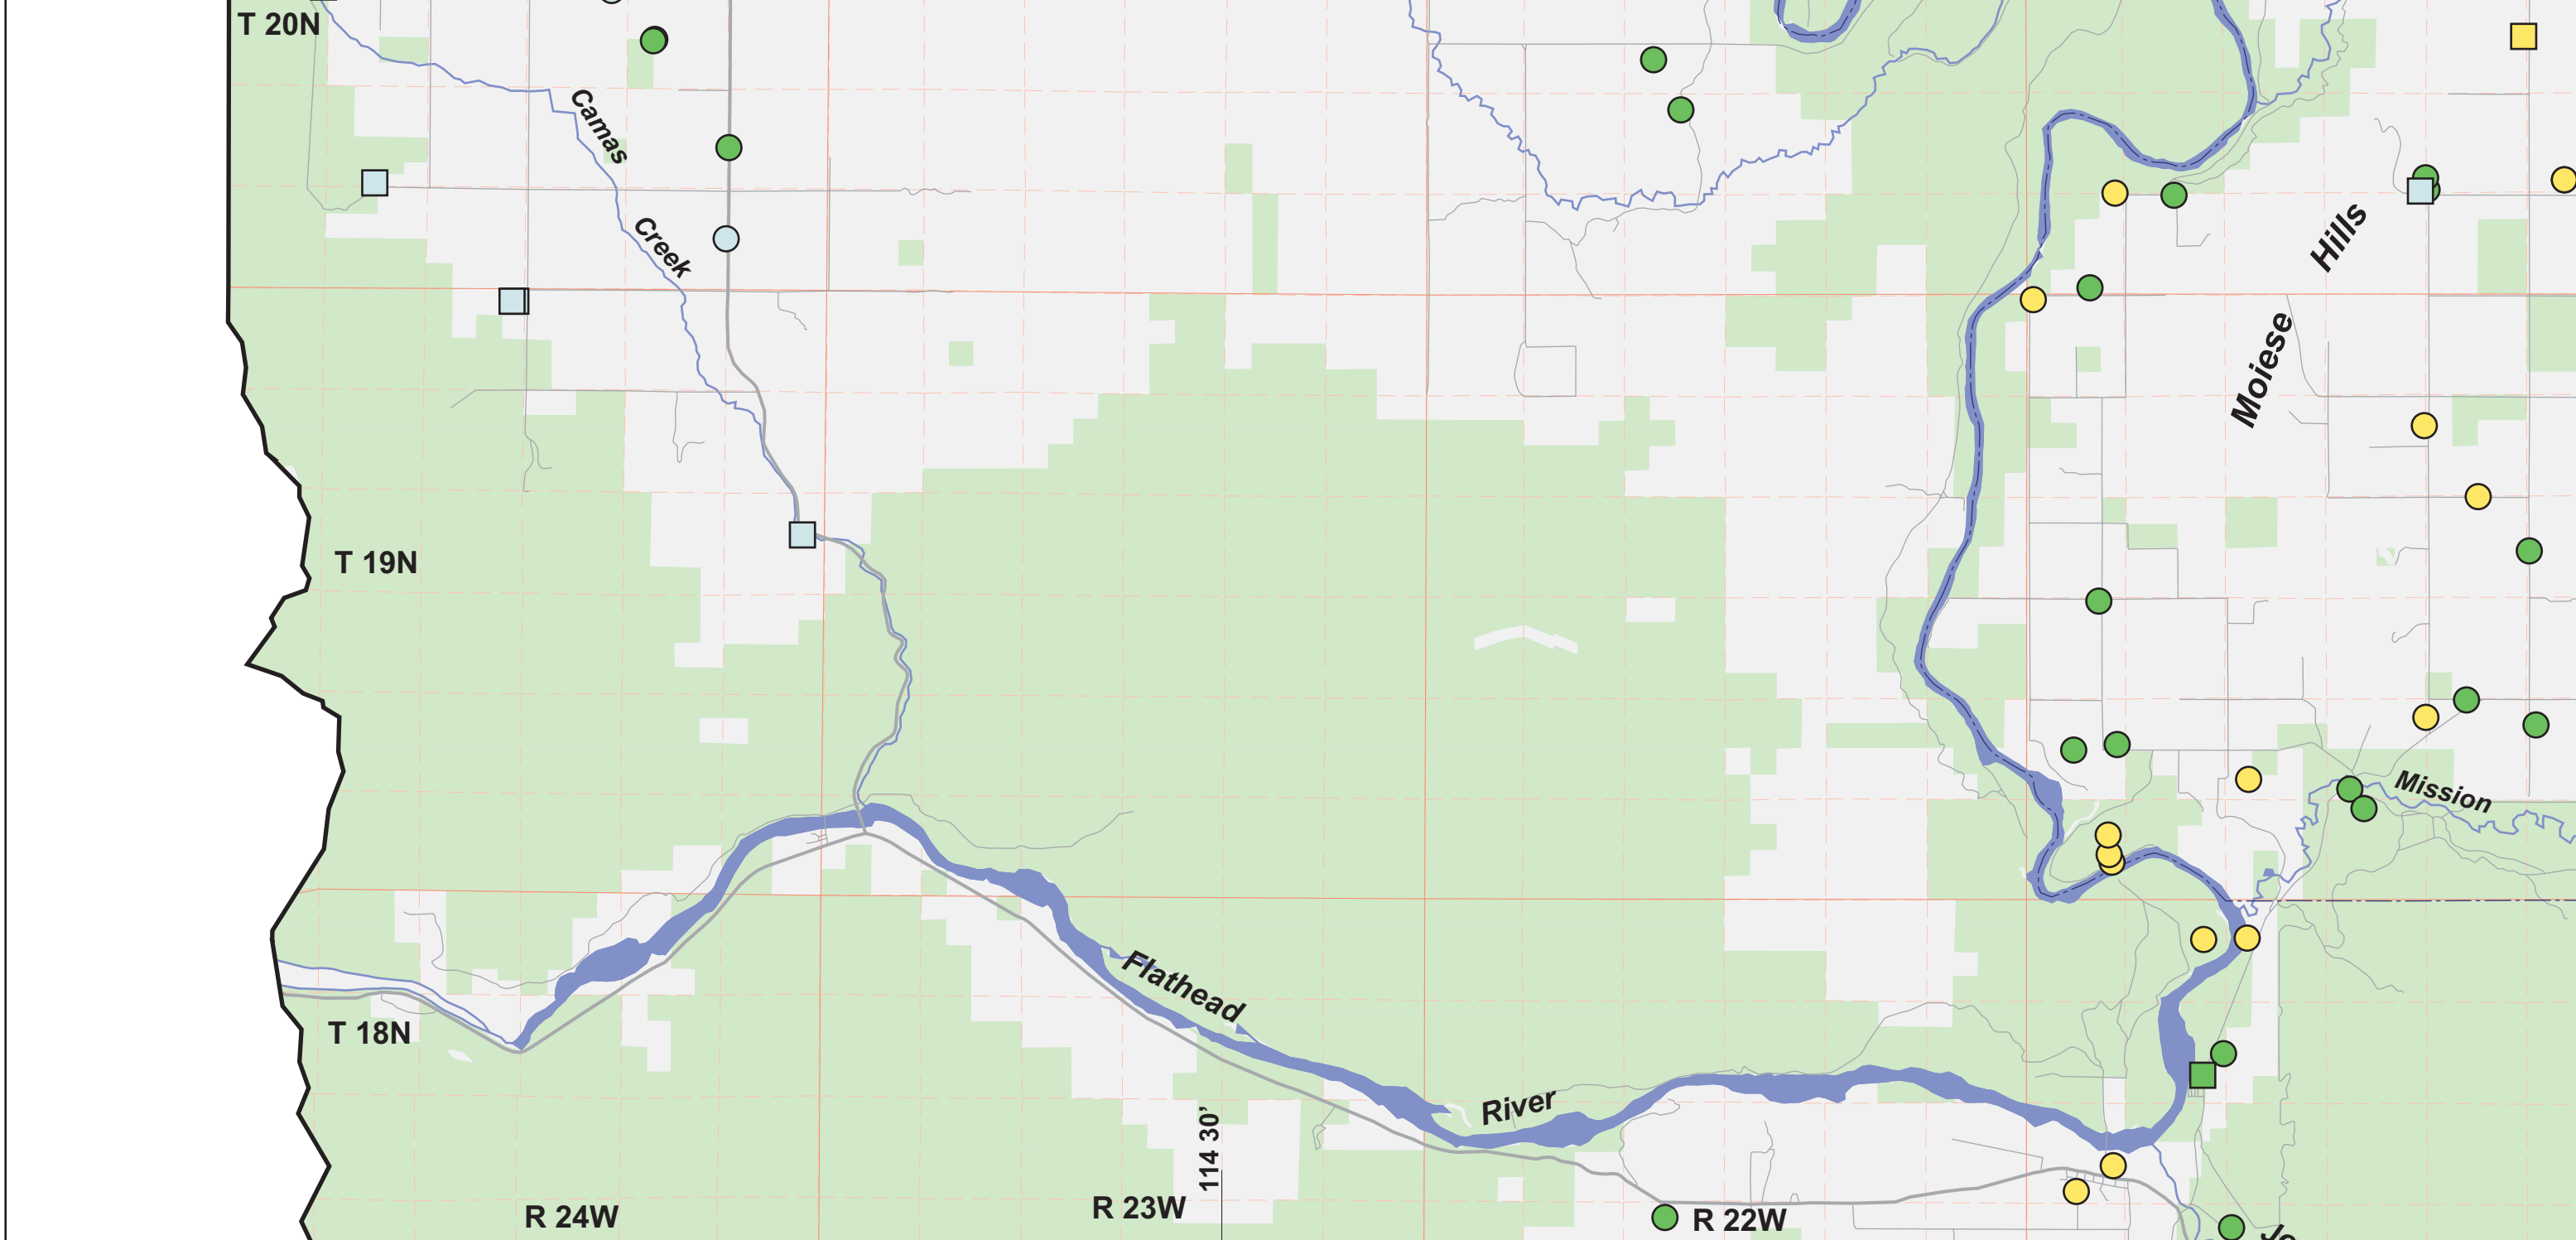 T 20N
Camas
Creek
Hills
Moiese
T 19N
Mission
Flathead
River
T 18N
114 30’
R 24W
R 23W
R 22W